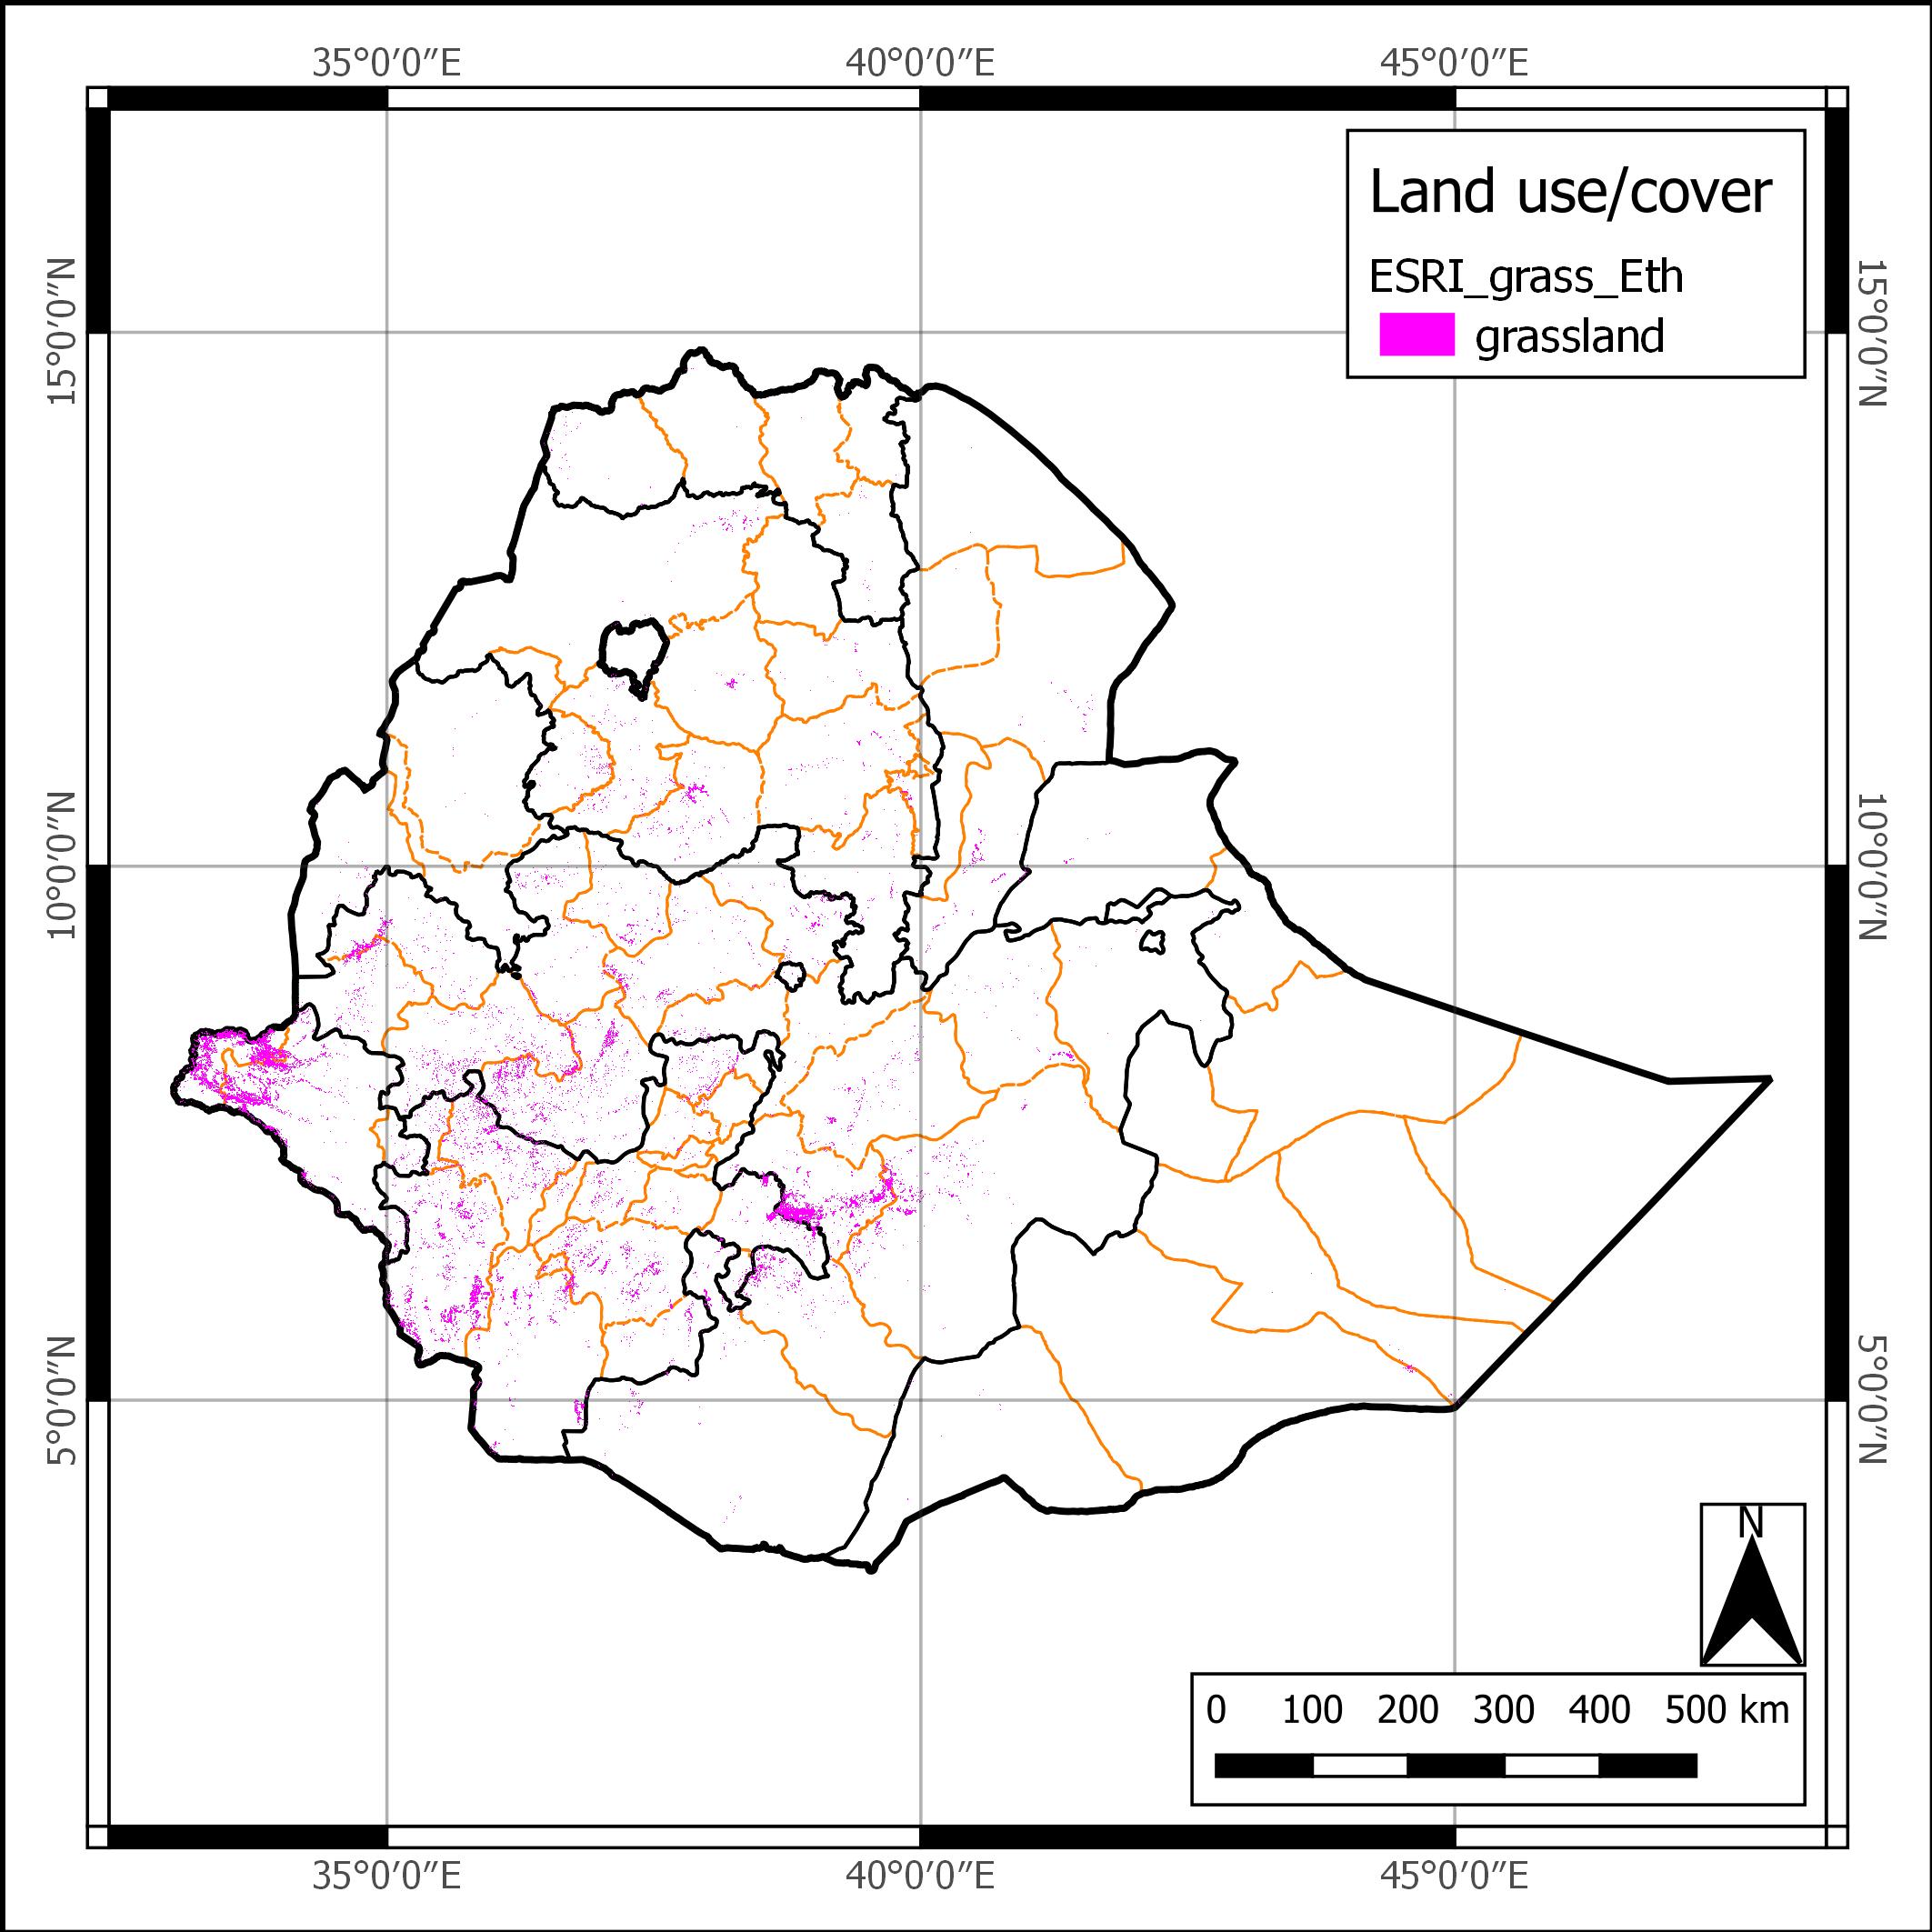 35°0′0″E 40°0′0″E 45°0′0″E
Land use/cover
ESRI_grass_Eth
grassland
15°0′0″N 15°0′0″N
10°0′0″N 10°0′0″N
5°0′0″N 5°0′0″N
N
0 100 200 300 400 500 km
35°0′0″E 40°0′0″E 45°0′0″E